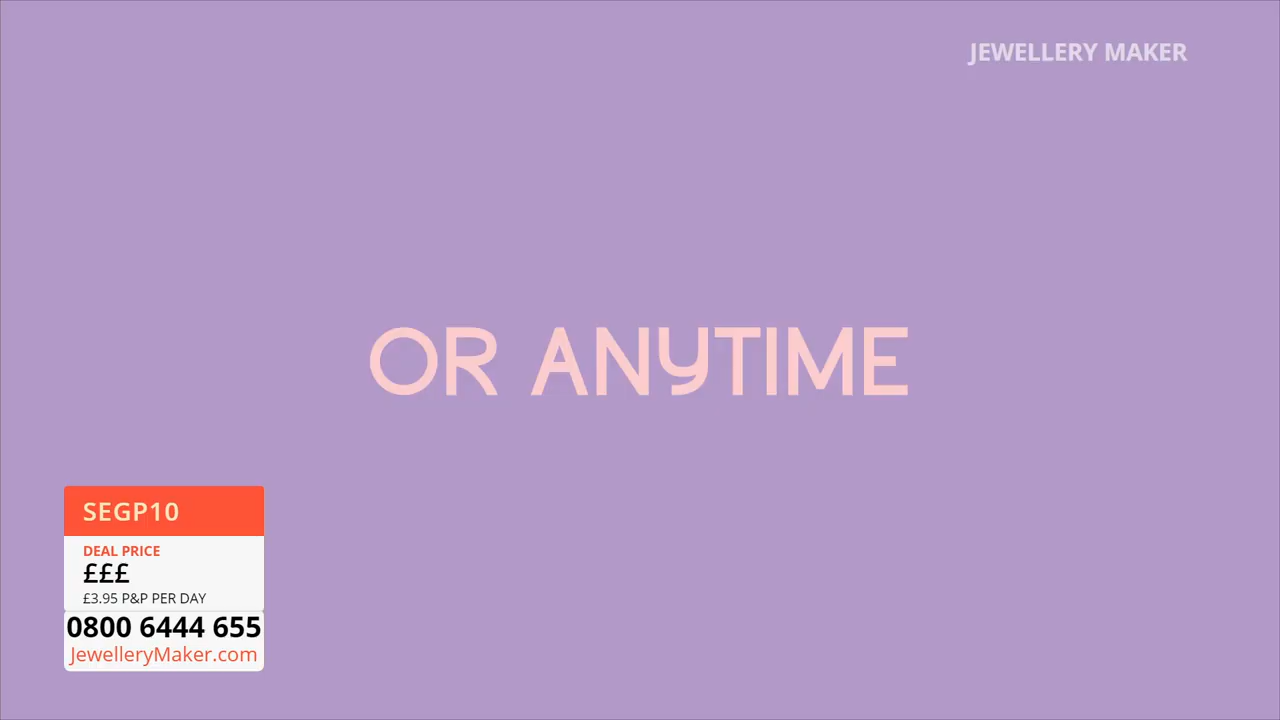 JEWELLERY MAKER
OR ANYTIME
SEGP10
DEAL PRICE
£££
£3.95 P&P PER DAY
0800 6444 655
JewelleryMaker.com